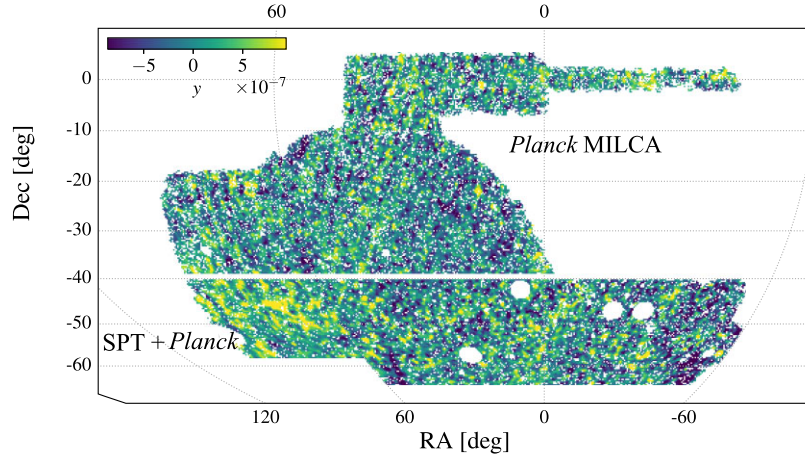 60 0
−5 0 5
y ×10⁻⁷
0
-10
Planck MILCA
-20
-30
-40
-50
SPT + Planck
-60
Dec [deg]
120 60 0 -60
RA [deg]